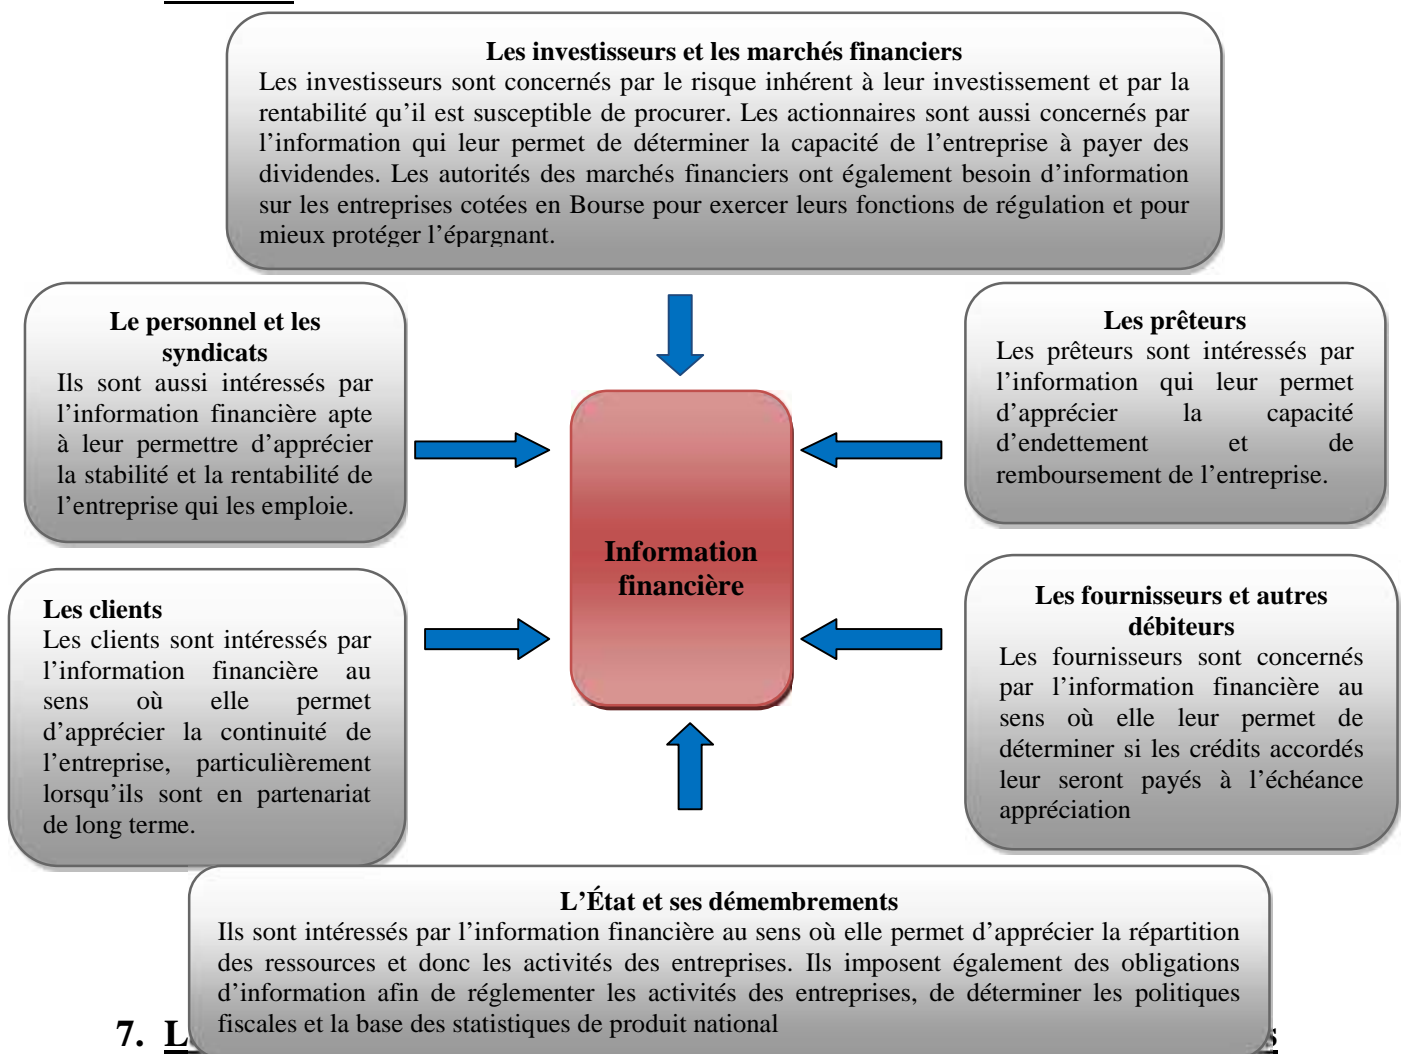 Les investisseurs et les marchés financiers
Les investisseurs sont concernés par le risque inhérent à leur investissement et par la
rentabilité qu’il est susceptible de procurer. Les actionnaires sont aussi concernés par
l’information qui leur permet de déterminer la capacité de l’entreprise à payer des
dividendes. Les autorités des marchés financiers ont également besoin d’information
sur les entreprises cotées en Bourse pour exercer leurs fonctions de régulation et pour
mieux protéger l’épargnant.
Le personnel et les
syndicats
Ils sont aussi intéressés par
l’information financière apte
à leur permettre d’apprécier
la stabilité et la rentabilité de
l’entreprise qui les emploie.
Les prêteurs
Les prêteurs sont intéressés par
l’information qui leur permet
d’apprécier la capacité
d’endettement et de
remboursement de l’entreprise.
Information
financière
Les clients
Les clients sont intéressés par
l’information financière au
sens où elle permet
d’apprécier la continuité de
l’entreprise, particulièrement
lorsqu’ils sont en partenariat
de long terme.
Les fournisseurs et autres
débiteurs
Les fournisseurs sont concernés
par l’information financière au
sens où elle leur permet de
déterminer si les crédits accordés
leur seront payés à l’échéance
appréciation
L’État et ses démembrements
Ils sont intéressés par l’information financière au sens où elle permet d’apprécier la répartition
des ressources et donc les activités des entreprises. Ils imposent également des obligations
d’information afin de réglementer les activités des entreprises, de déterminer les politiques
fiscales et la base des statistiques de produit national
7. L